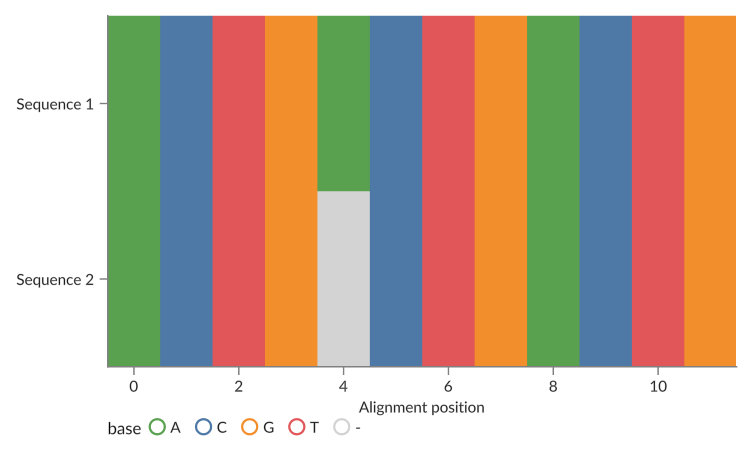 Sequence 1
Sequence 2
0 2 4 6 8 10
Alignment position
base A C G T -